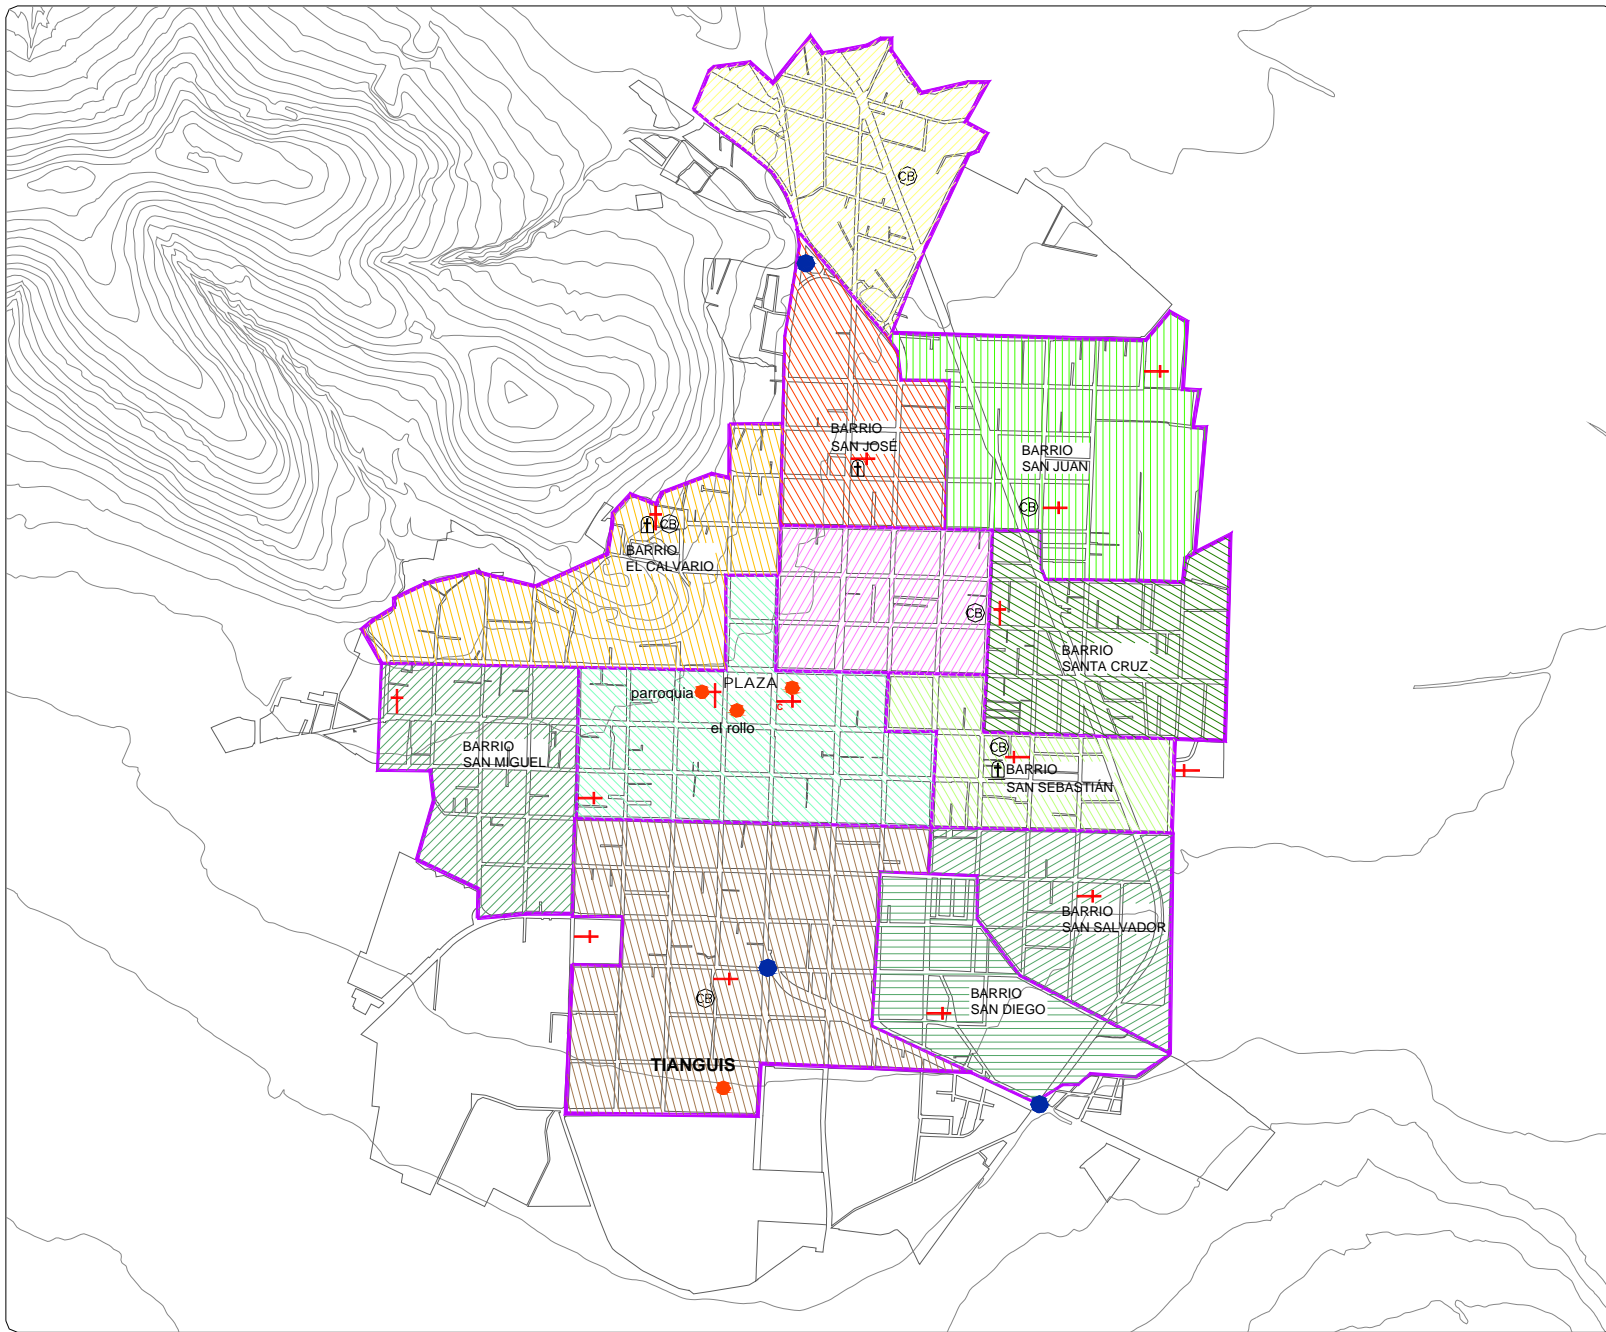 CB
BARRIO
SAN JOSÉ
BARRIO
SAN JUAN
CB
CB
BARRIO
EL CALVARIO
CB
BARRIO
SANTA CRUZ
PLAZA
parroquia
c
el rollo
BARRIO
SAN MIGUEL
CB
BARRIO
SAN SEBASTIÁN
BARRIO
SAN SALVADOR
CB
BARRIO
SAN DIEGO
TIANGUIS